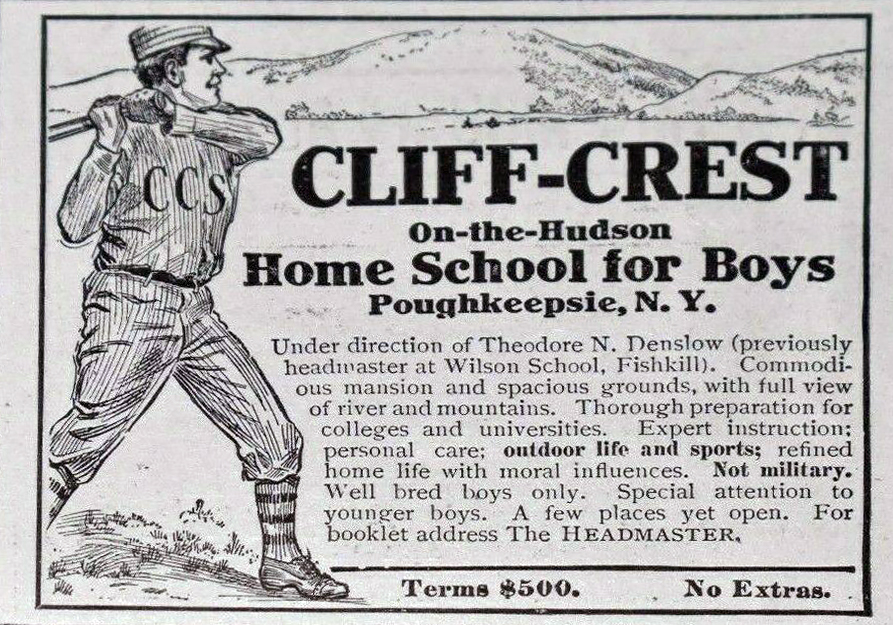 CCS
CLIFF-CREST
On-the-Hudson
Home School for Boys
Poughkeepsie, N. Y.
Under direction of Theodore N. Denslow (previously
headmaster at Wilson School, Fishkill). Commodi-
ous mansion and spacious grounds, with full view
of river and mountains. Thorough preparation for
colleges and universities. Expert instruction;
personal care; outdoor life and sports; refined
home life with moral influences. Not military.
Well bred boys only. Special attention to
younger boys. A few places yet open. For
booklet address The HEADMASTER.
Terms $500. No Extras.